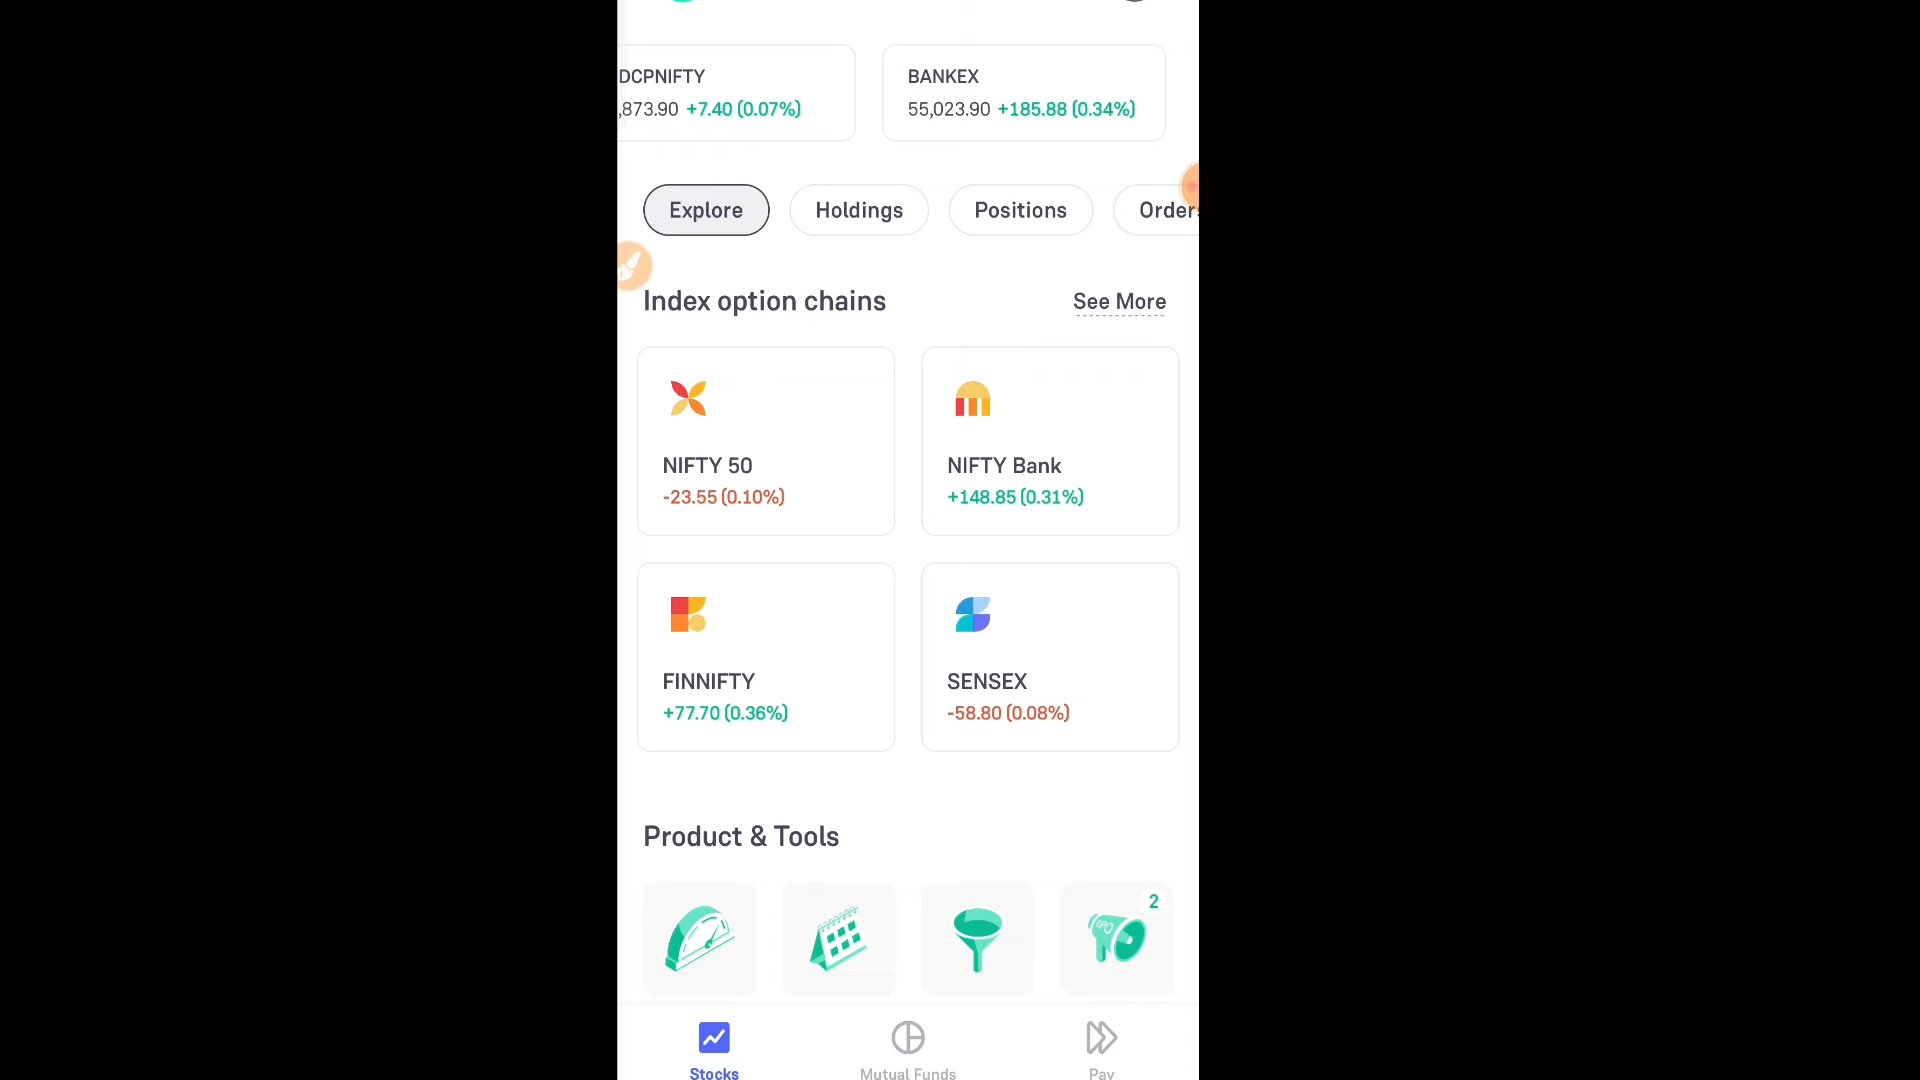 DCPNIFTY
,873.90 +7.40 (0.07%)
BANKEX
55,023.90 +185.88 (0.34%)
Explore
Holdings
Positions
Orders
Index option chains
See More
NIFTY 50
-23.55 (0.10%)
NIFTY Bank
+148.85 (0.31%)
FINNIFTY
+77.70 (0.36%)
SENSEX
-58.80 (0.08%)
Product & Tools
IPO
2
Stocks
Mutual Funds
Pay